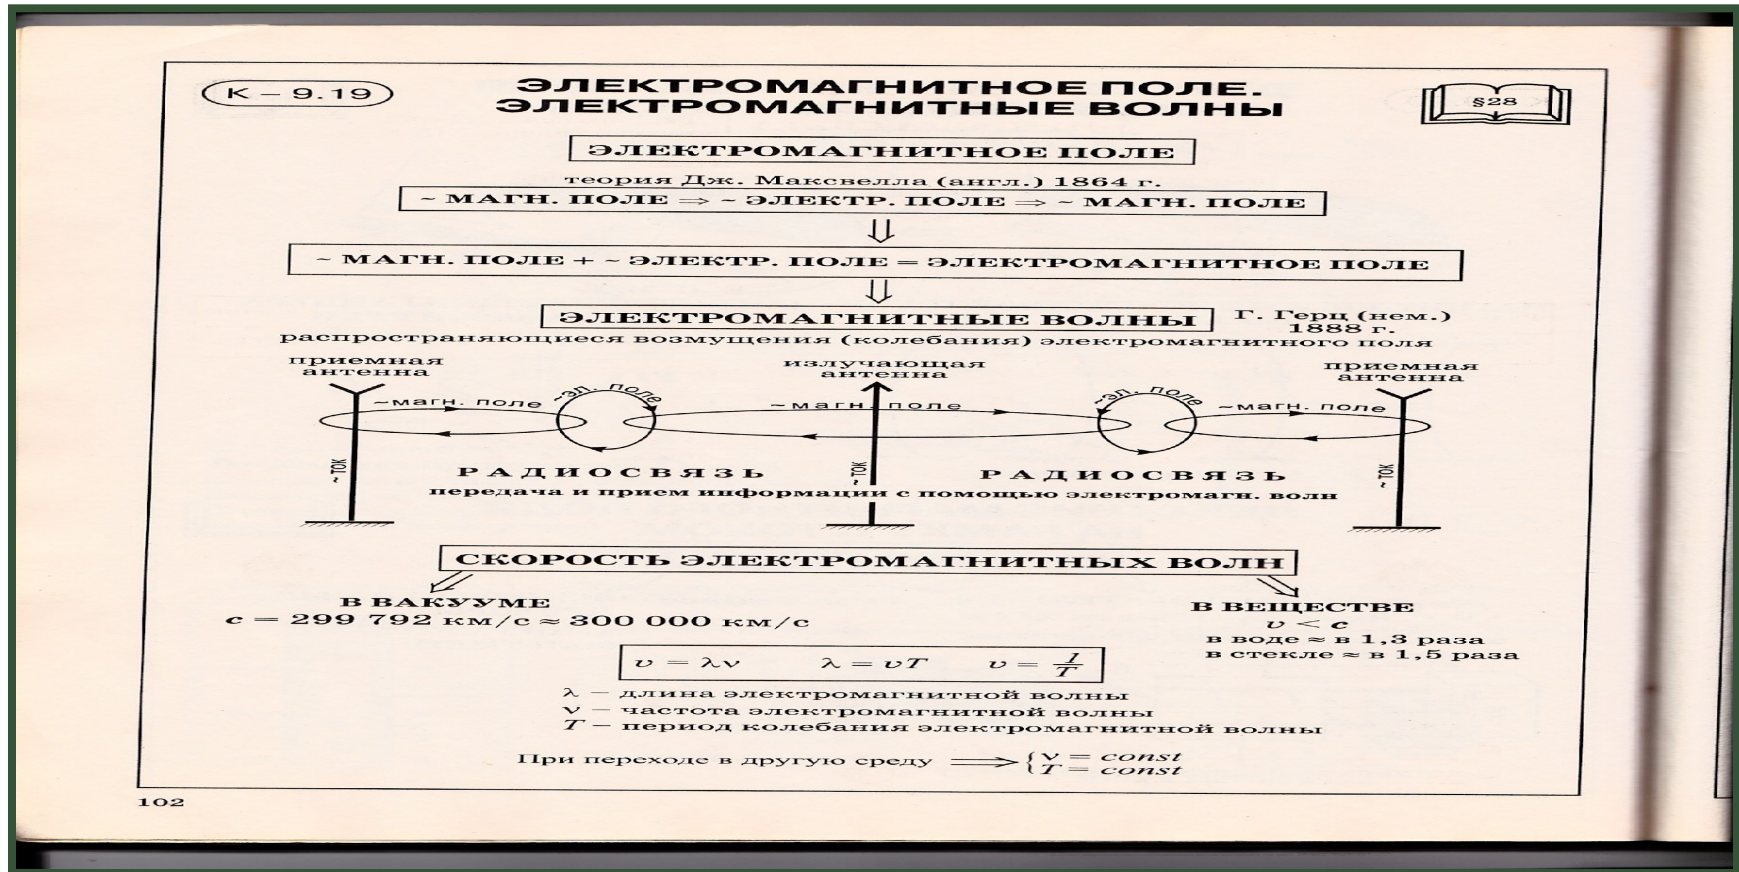 К – 9.19
ЭЛЕКТРОМАГНИТНОЕ ПОЛЕ.
ЭЛЕКТРОМАГНИТНЫЕ ВОЛНЫ
§28
ЭЛЕКТРОМАГНИТНОЕ ПОЛЕ
теория Дж. Максвелла (англ.) 1864 г.
~ МАГН. ПОЛЕ ⇒ ~ ЭЛЕКТР. ПОЛЕ ⇒ ~ МАГН. ПОЛЕ
~ МАГН. ПОЛЕ + ~ ЭЛЕКТР. ПОЛЕ = ЭЛЕКТРОМАГНИТНОЕ ПОЛЕ
ЭЛЕКТРОМАГНИТНЫЕ ВОЛНЫ
Г. Герц (нем.)
1888 г.
распространяющиеся возмущения (колебания) электромагнитного поля
приемная
антенна
излучающая
антенна
приемная
антенна
~магн. поле
~эл. поле
~магн. поле
~эл. поле
~магн. поле
~ток
~ток
~ток
РАДИОСВЯЗЬ
РАДИОСВЯЗЬ
передача и прием информации с помощью электромагн. волн
СКОРОСТЬ ЭЛЕКТРОМАГНИТНЫХ ВОЛН
В ВАКУУМЕ
c = 299 792 км/с ≈ 300 000 км/с
В ВЕЩЕСТВЕ
υ < c
в воде ≈ в 1,3 раза
в стекле ≈ в 1,5 раза
υ = λν λ = υT υ = 1/T
λ – длина электромагнитной волны
ν – частота электромагнитной волны
T – период колебания электромагнитной волны
При переходе в другую среду ⟹ { ν = const
T = const
102